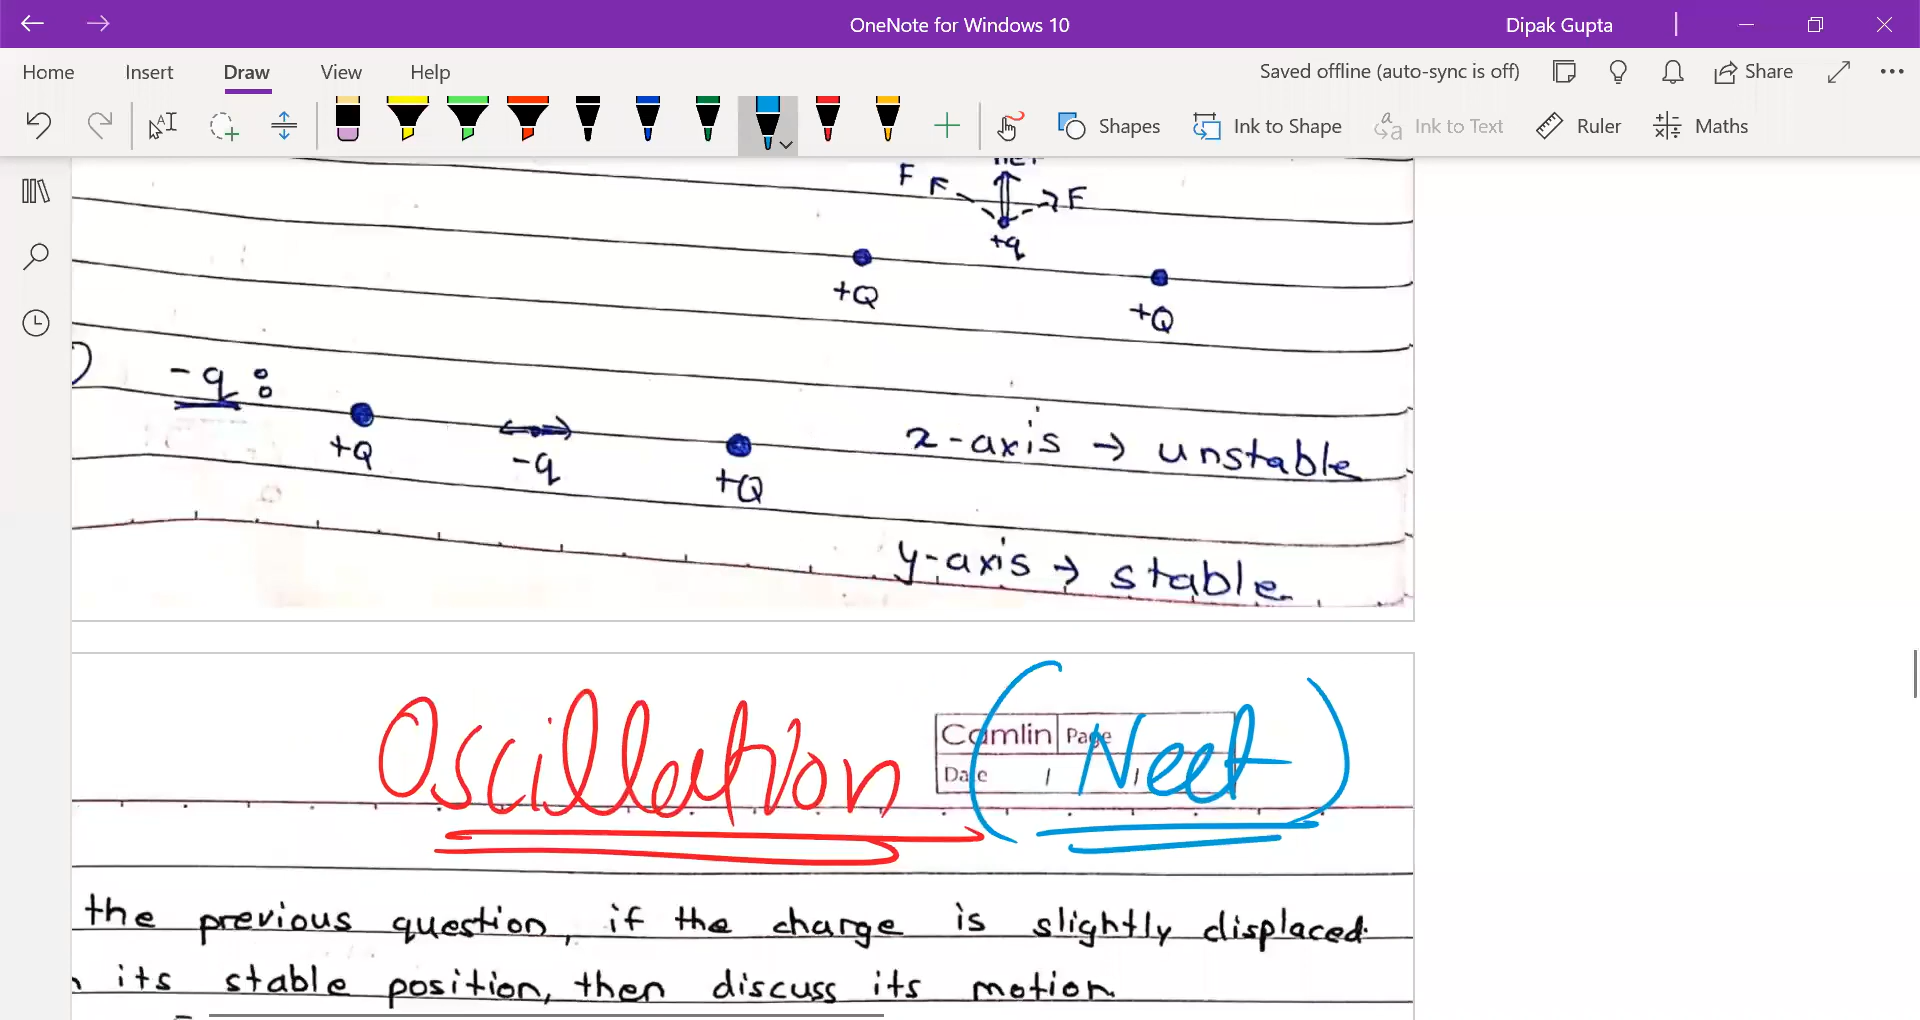 OneNote for Windows 10
Dipak Gupta
Home Insert Draw View Help
Saved offline (auto-sync is off)
Share
Shapes Ink to Shape Ink to Text Ruler Maths
F F F
+q
+Q
+Q
-q :
+Q -q +Q
x-axis → unstable
y-axis → stable
Oscillation (Neet)
Camlin Page
Date / /
the previous question, if the charge is slightly displaced
its stable position, then discuss its motion